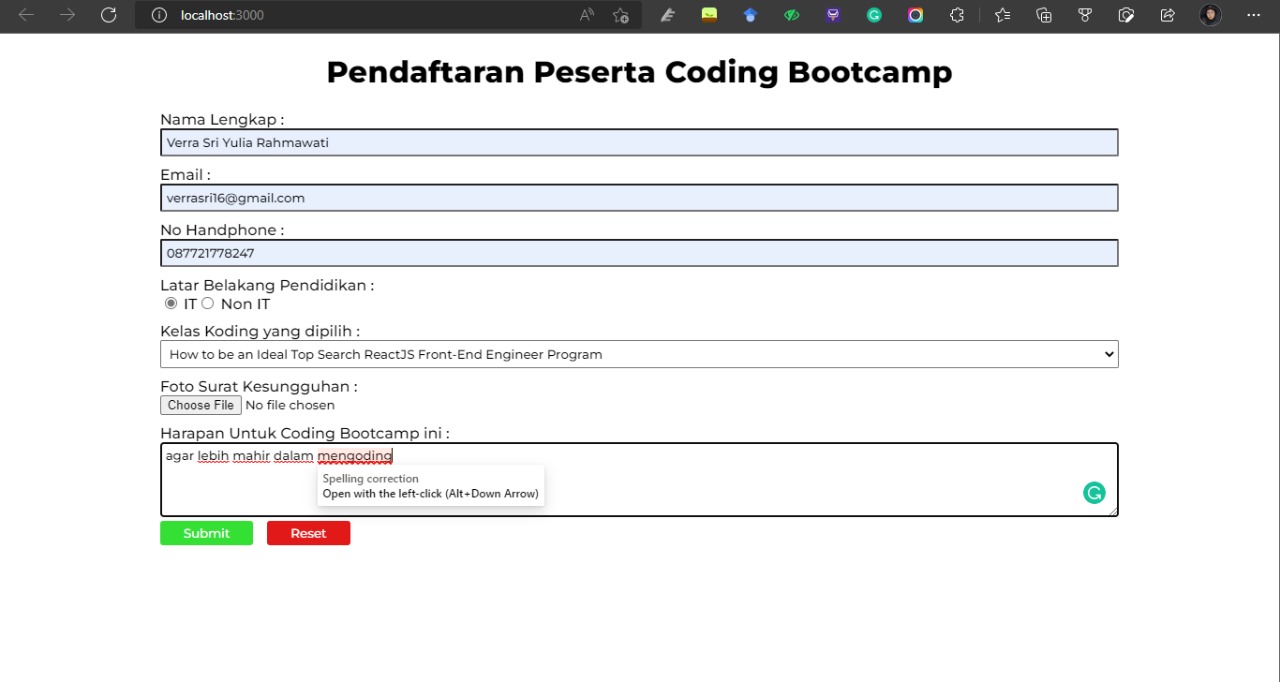 localhost:3000
Pendaftaran Peserta Coding Bootcamp
Nama Lengkap :
Verra Sri Yulia Rahmawati
Email :
verrasri16@gmail.com
No Handphone :
087721778247
Latar Belakang Pendidikan :
IT Non IT
Kelas Koding yang dipilih :
How to be an Ideal Top Search ReactJS Front-End Engineer Program
Foto Surat Kesungguhan :
Choose File No file chosen
Harapan Untuk Coding Bootcamp ini :
agar lebih mahir dalam mengoding
Spelling correction
Open with the left-click (Alt+Down Arrow)
Submit Reset